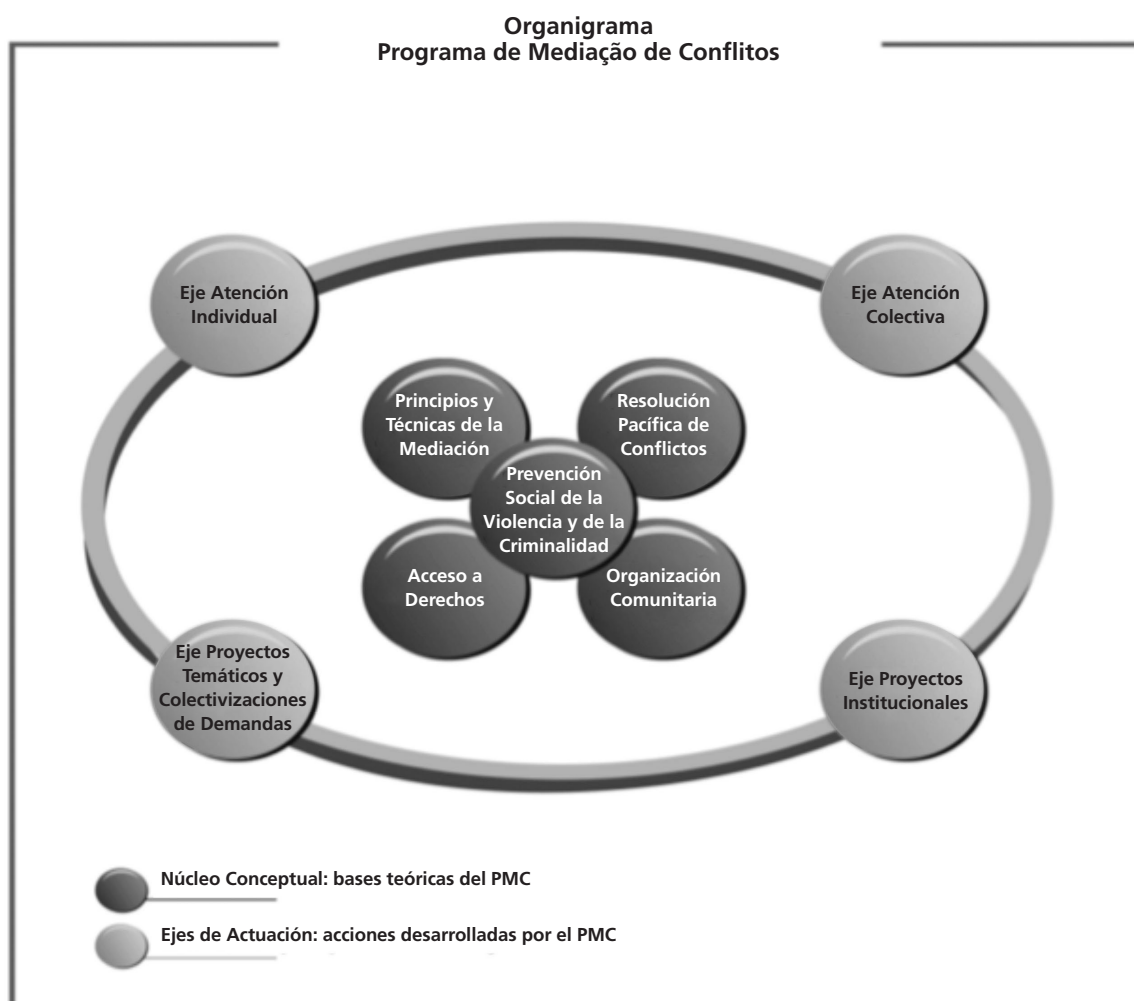 Organigrama
Programa de Mediação de Conflitos
Eje Atención
Individual
Eje Atención
Colectiva
Principios y
Técnicas de la
Mediación
Resolución
Pacífica de
Conflictos
Prevención
Social de la
Violencia y de la
Criminalidad
Acceso a
Derechos
Organización
Comunitaria
Eje Proyectos
Temáticos y
Colectivizaciones
de Demandas
Eje Proyectos
Institucionales
Núcleo Conceptual: bases teóricas del PMC
Ejes de Actuación: acciones desarrolladas por el PMC